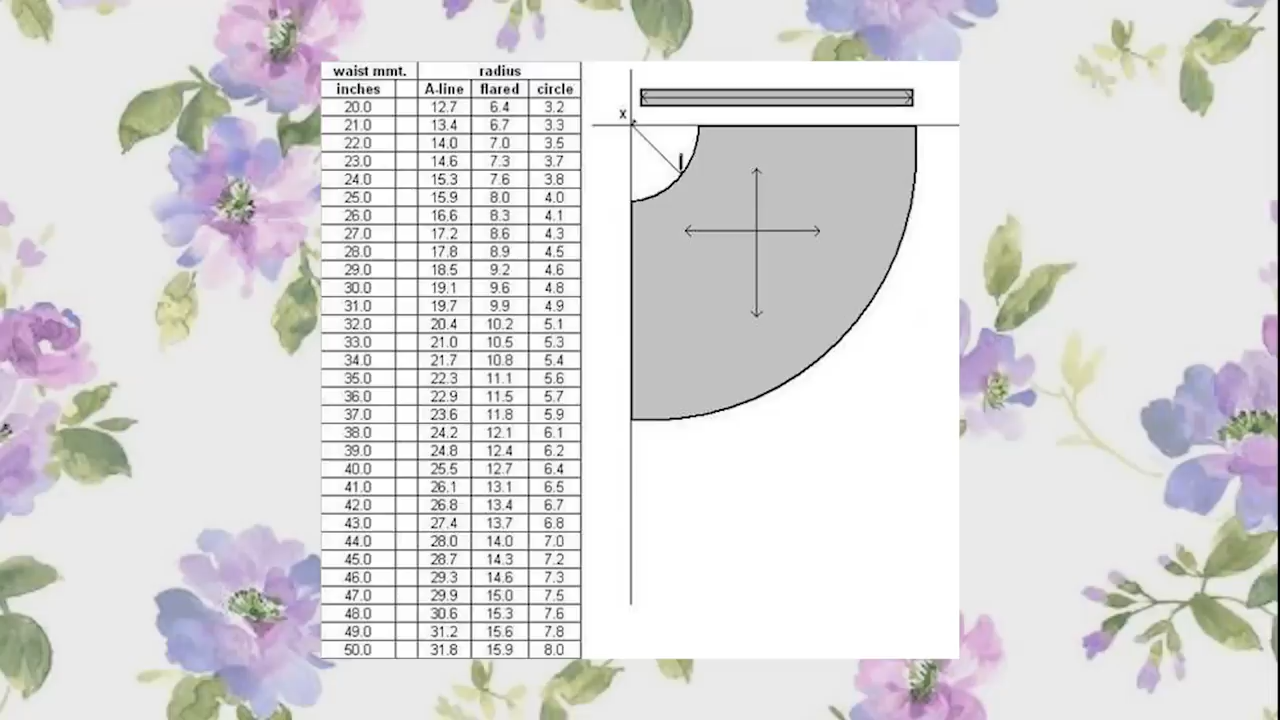 waist mmt. radius
inches A-line flared circle
20.0 12.7 6.4 3.2
21.0 13.4 6.7 3.3
22.0 14.0 7.0 3.5
23.0 14.6 7.3 3.7
24.0 15.3 7.6 3.8
25.0 15.9 8.0 4.0
26.0 16.6 8.3 4.1
27.0 17.2 8.6 4.3
28.0 17.8 8.9 4.5
29.0 18.5 9.2 4.6
30.0 19.1 9.6 4.8
31.0 19.7 9.9 4.9
32.0 20.4 10.2 5.1
33.0 21.0 10.5 5.3
34.0 21.7 10.8 5.4
35.0 22.3 11.1 5.6
36.0 22.9 11.5 5.7
37.0 23.6 11.8 5.9
38.0 24.2 12.1 6.1
39.0 24.8 12.4 6.2
40.0 25.5 12.7 6.4
41.0 26.1 13.1 6.5
42.0 26.8 13.4 6.7
43.0 27.4 13.7 6.8
44.0 28.0 14.0 7.0
45.0 28.7 14.3 7.2
46.0 29.3 14.6 7.3
47.0 29.9 15.0 7.5
48.0 30.6 15.3 7.6
49.0 31.2 15.6 7.8
50.0 31.8 15.9 8.0
x